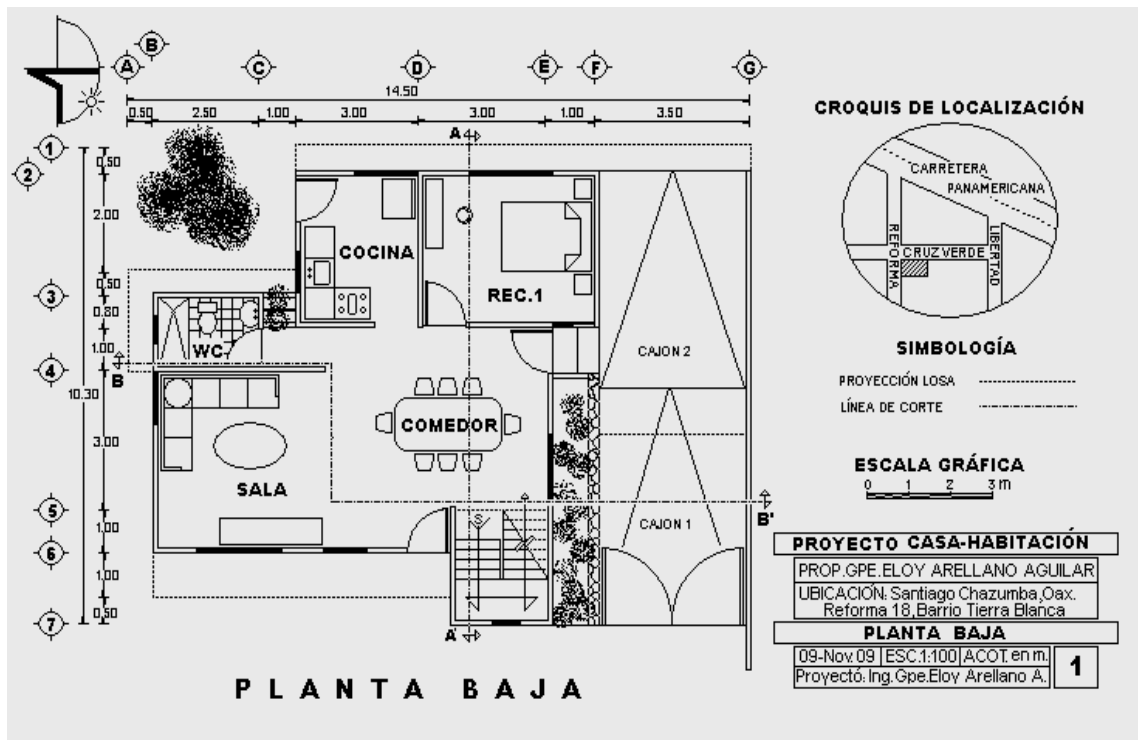 A B C D E F G
14.50
0.50 2.50 1.00 3.00 3.00 1.00 3.50
A
1
2
3
4
5
6
7
0.50
2.00
0.50
0.80
1.00
3.00
1.00
1.00
0.50
10.30
COCINA
REC.1
WC
B
SALA
COMEDOR
S
CAJON 2
CAJON 1
B'
A'
PLANTA BAJA
CROQUIS DE LOCALIZACIÓN
CARRETERA
PANAMERICANA
REFORMA
CRUZ VERDE
LIBERTAD
SIMBOLOGÍA
PROYECCIÓN LOSA
LÍNEA DE CORTE
ESCALA GRÁFICA
0 1 2 3 m
PROYECTO CASA-HABITACIÓN
PROP.GPE.ELOY ARELLANO AGUILAR
UBICACIÓN: Santiago Chazumba,Oax.
Reforma 18,Barrio Tierra Blanca
PLANTA BAJA
09-Nov.09 ESC.1:100 ACOT. en m.
Proyectó: Ing.Gpe.Eloy Arellano A.
1